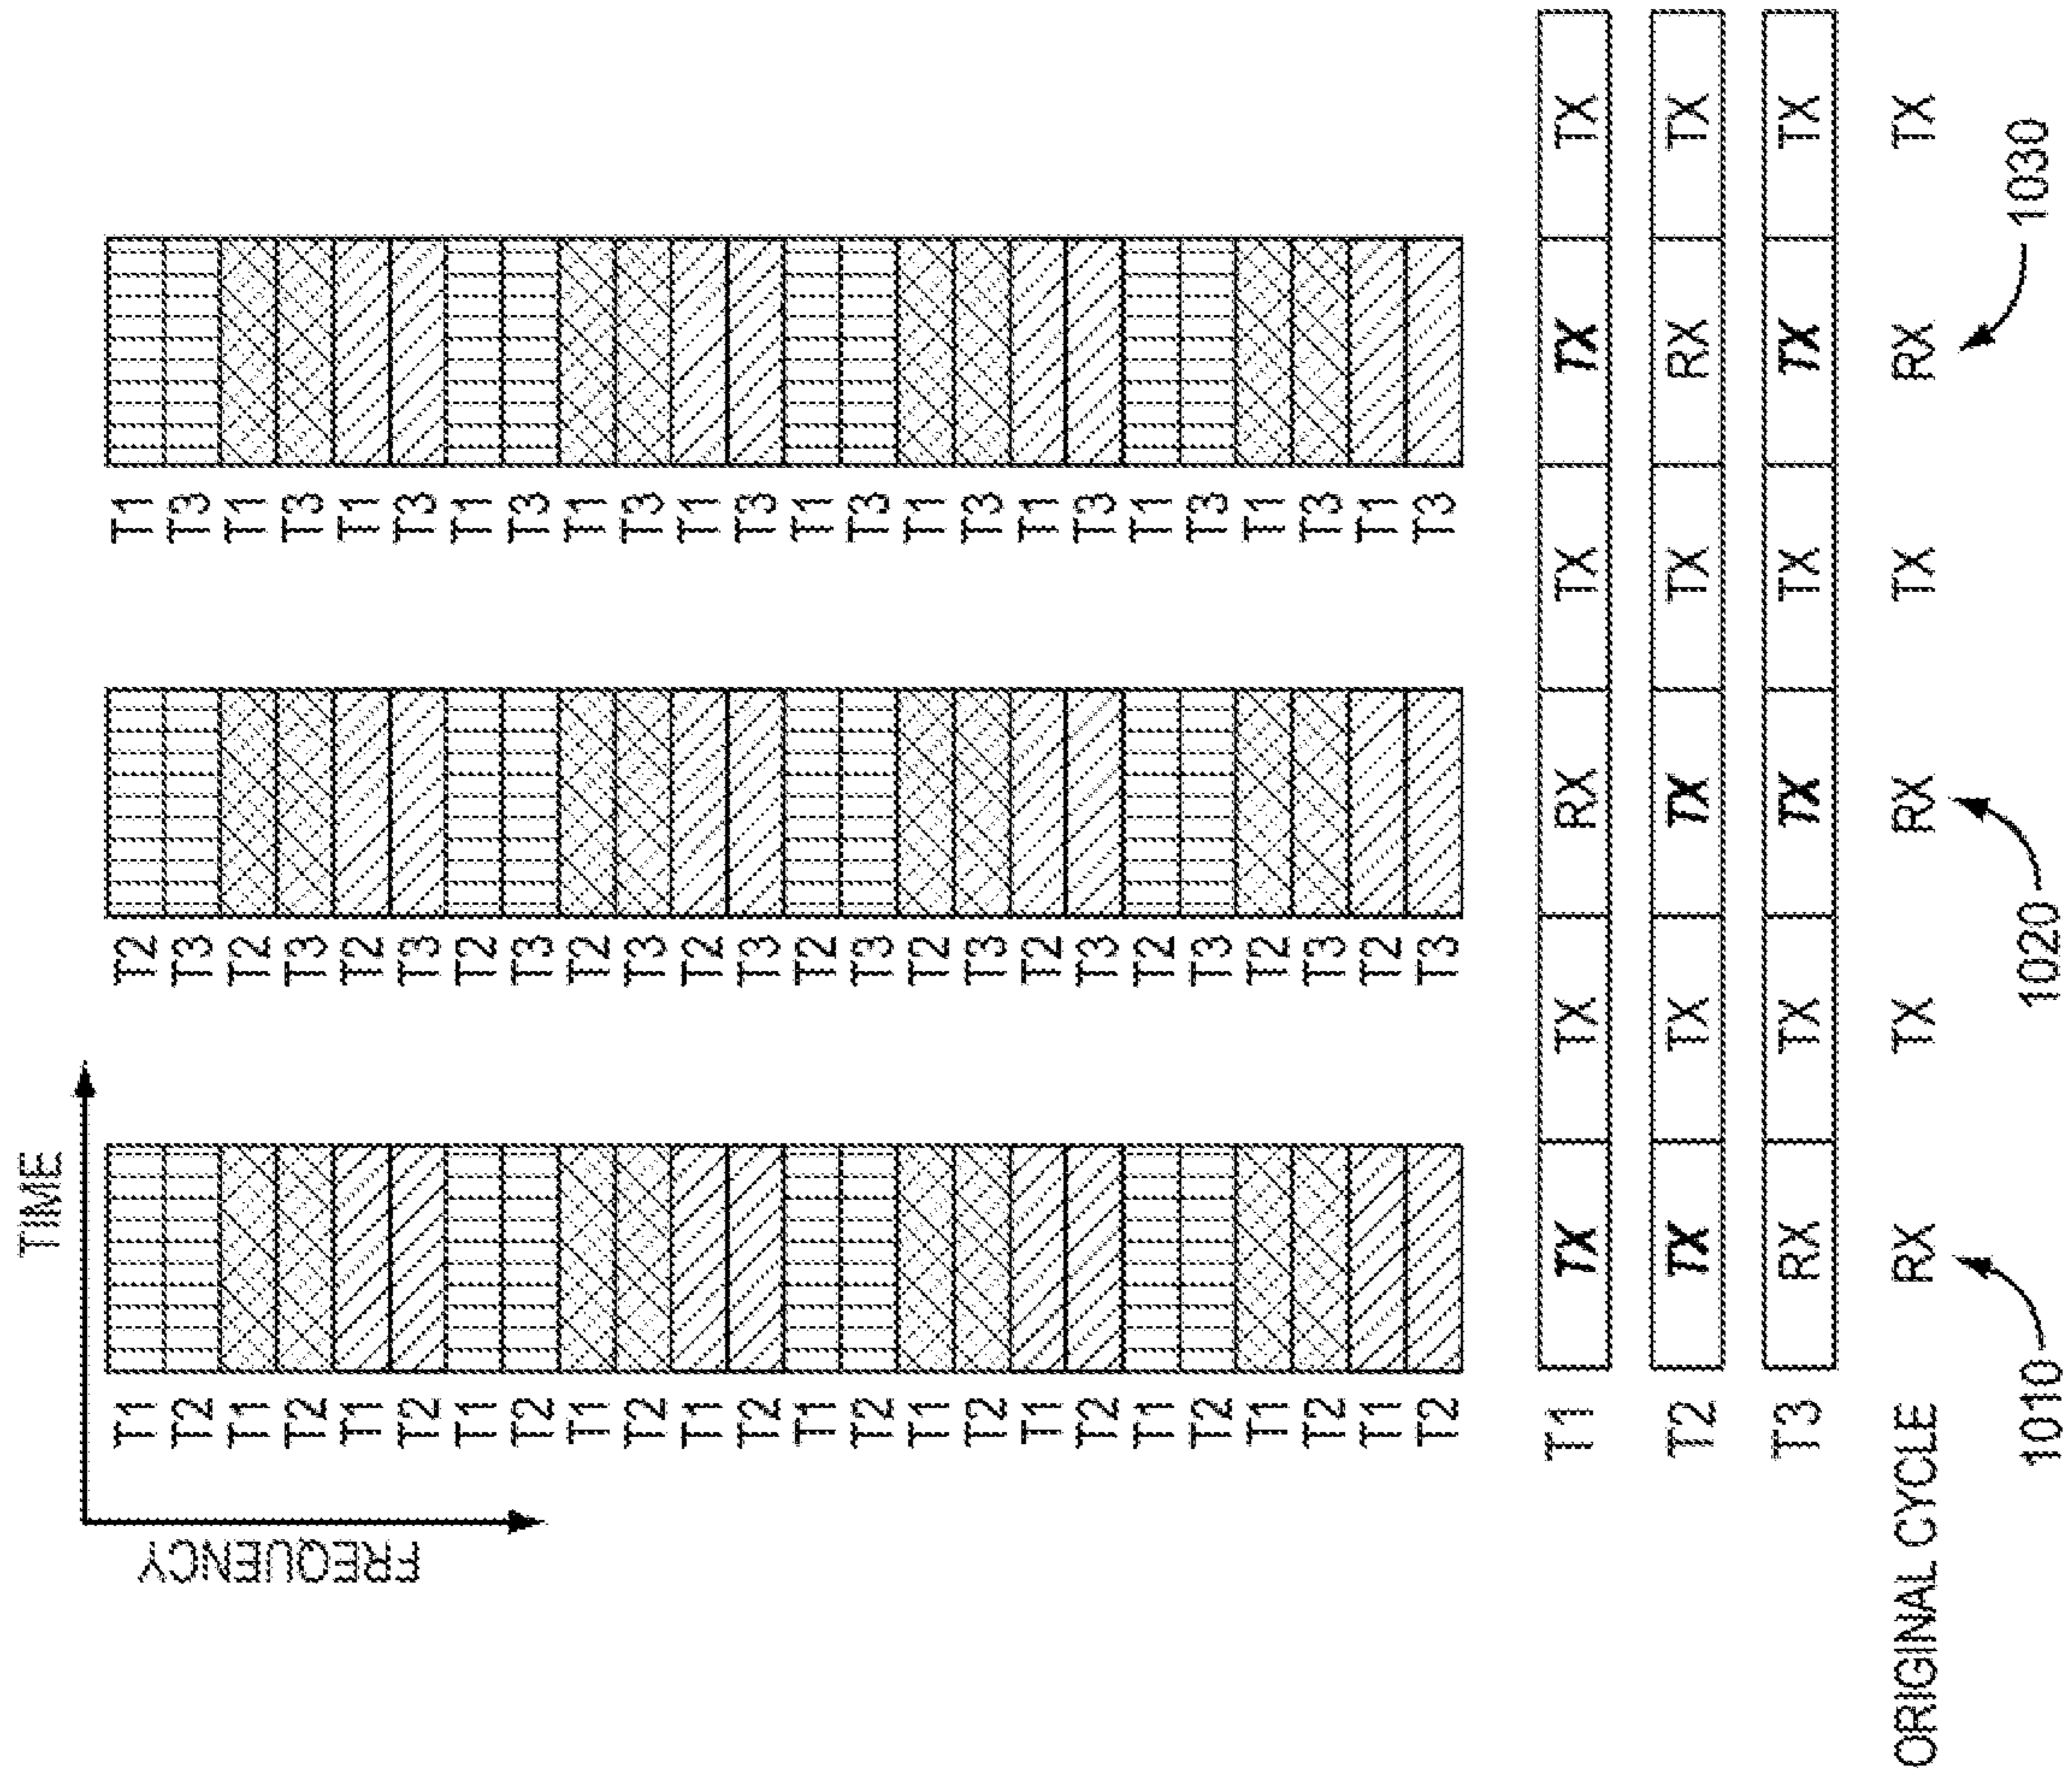 TIME
FREQUENCY
T1 T2 T1
T2 T3 T3
T1 T2 T1
T2 T3 T3
T1 T2 T1
T2 T3 T3
T1 T2 T1
T2 T3 T3
T1 T2 T1
T2 T3 T3
T1 T2 T1
T2 T3 T3
T1 T2 T1
T2 T3 T3
T1 T2 T1
T2 T3 T3
T1 T2 T1
T2 T3 T3
T1 T2 T1
T2 T3 T3
T1 T2 T1
T2 T3 T3
T1 T2 T1
T2 T3 T3
T1 TX TX RX TX TX TX
T2 TX TX TX TX RX TX
T3 RX TX TX TX TX TX
ORIGINAL CYCLE RX TX RX TX RX TX
1010 1020 1030